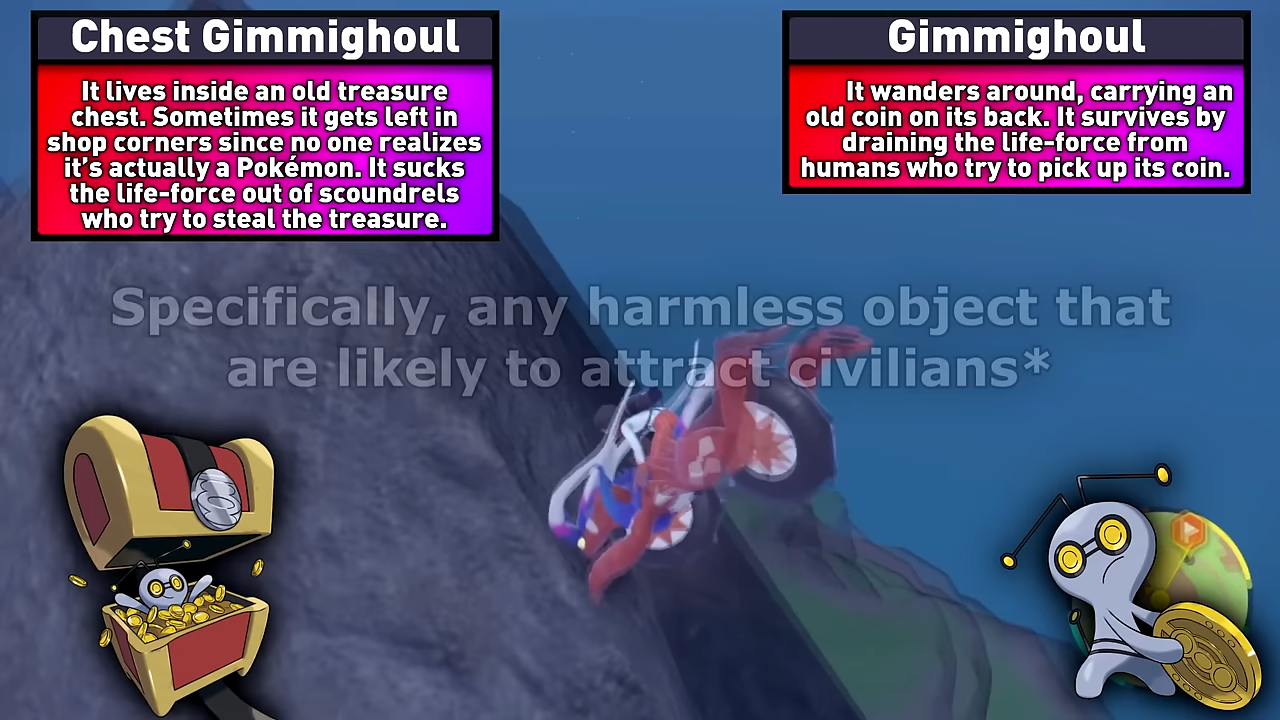 Chest Gimmighoul
It lives inside an old treasure
chest. Sometimes it gets left in
shop corners since no one realizes
it's actually a Pokémon. It sucks
the life-force out of scoundrels
who try to steal the treasure.
Gimmighoul
It wanders around, carrying an
old coin on its back. It survives by
draining the life-force from
humans who try to pick up its coin.
Specifically, any harmless object that
are likely to attract civilians*